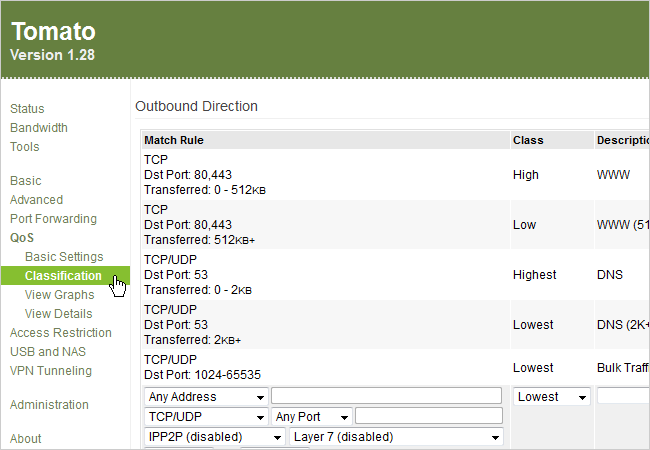 Tomato
Version 1.28
Status
Bandwidth
Tools
Basic
Advanced
Port Forwarding
QoS
Basic Settings
Classification
View Graphs
View Details
Access Restriction
USB and NAS
VPN Tunneling
Administration
About
Outbound Direction
Match Rule Class Descriptio
TCP
Dst Port: 80,443
Transferred: 0 - 512KB
High WWW
TCP
Dst Port: 80,443
Transferred: 512KB+
Low WWW (51
TCP/UDP
Dst Port: 53
Transferred: 0 - 2KB
Highest DNS
TCP/UDP
Dst Port: 53
Transferred: 2KB+
Lowest DNS (2K+
TCP/UDP
Dst Port: 1024-65535
Lowest Bulk Traffi
Any Address Lowest
TCP/UDP Any Port
IPP2P (disabled) Layer 7 (disabled)